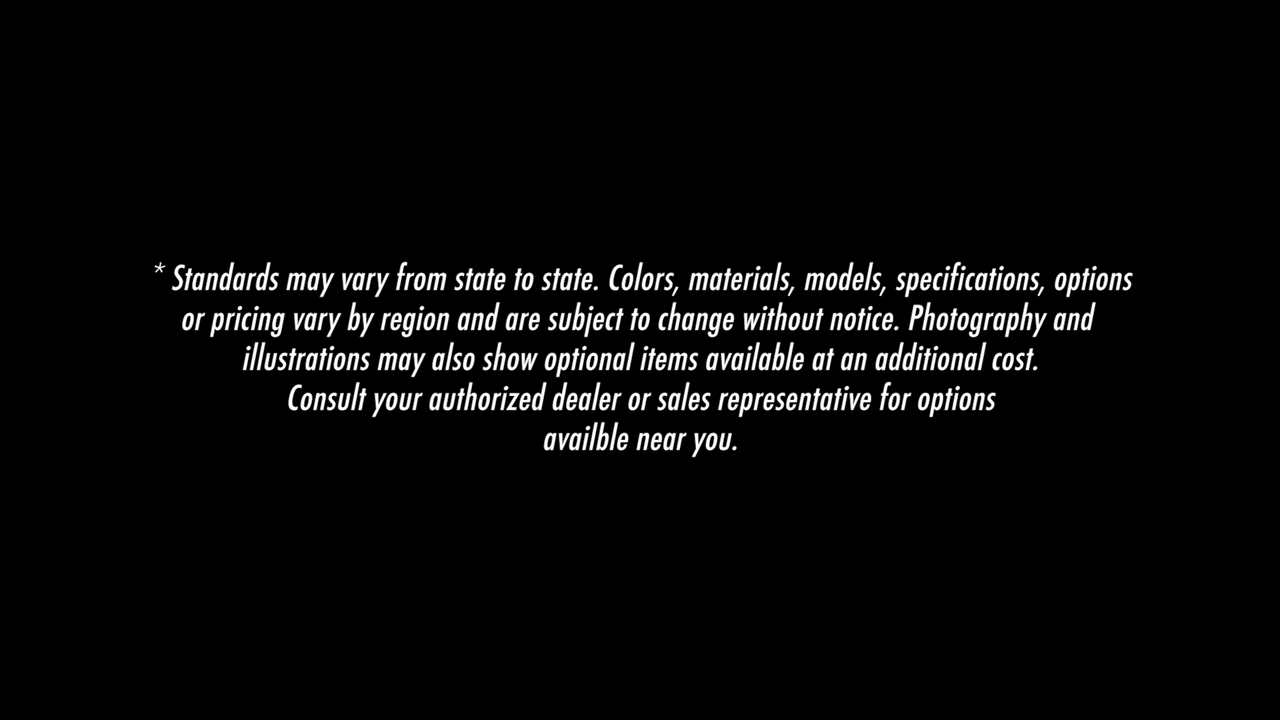 * Standards may vary from state to state. Colors, materials, models, specifications, options
or pricing vary by region and are subject to change without notice. Photography and
illustrations may also show optional items available at an additional cost.
Consult your authorized dealer or sales representative for options
availble near you.